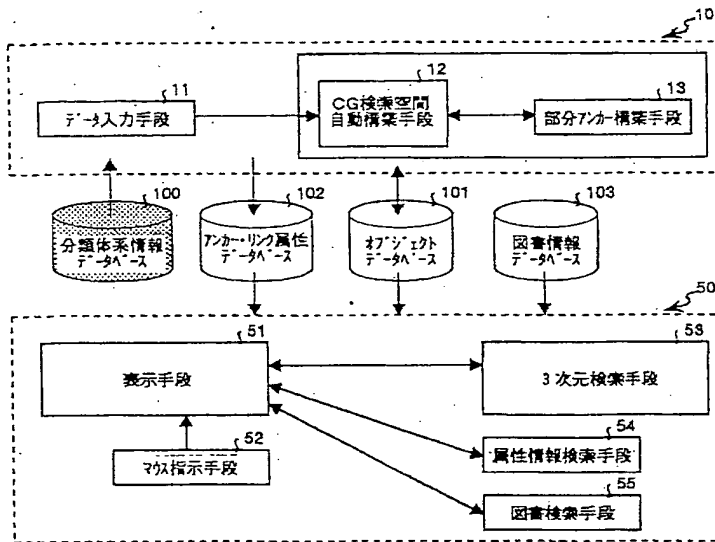 10
11
データ入力手段
12
CG検索空間
自動構築手段
13
部分アンカー構築手段
100
分類体系情報
データベース
102
アンカー・リンク属性
データベース
101
オブジェクト
データベース
103
図書情報
データベース
50
51
表示手段
53
3次元検索手段
52
マウス指示手段
54
属性情報検索手段
55
図書検索手段